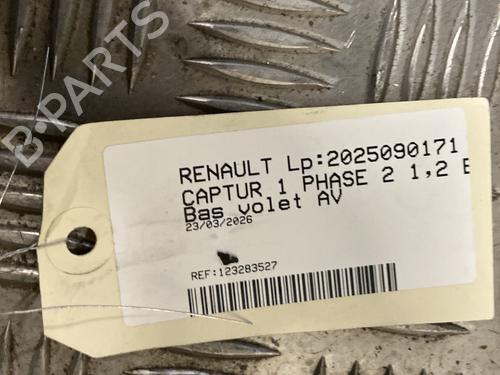 B-PARTS
RENAULT Lp:2025090171
CAPTUR 1 PHASE 2 1,2 E
Bas volet AV
23/03/2026
REF:123283527